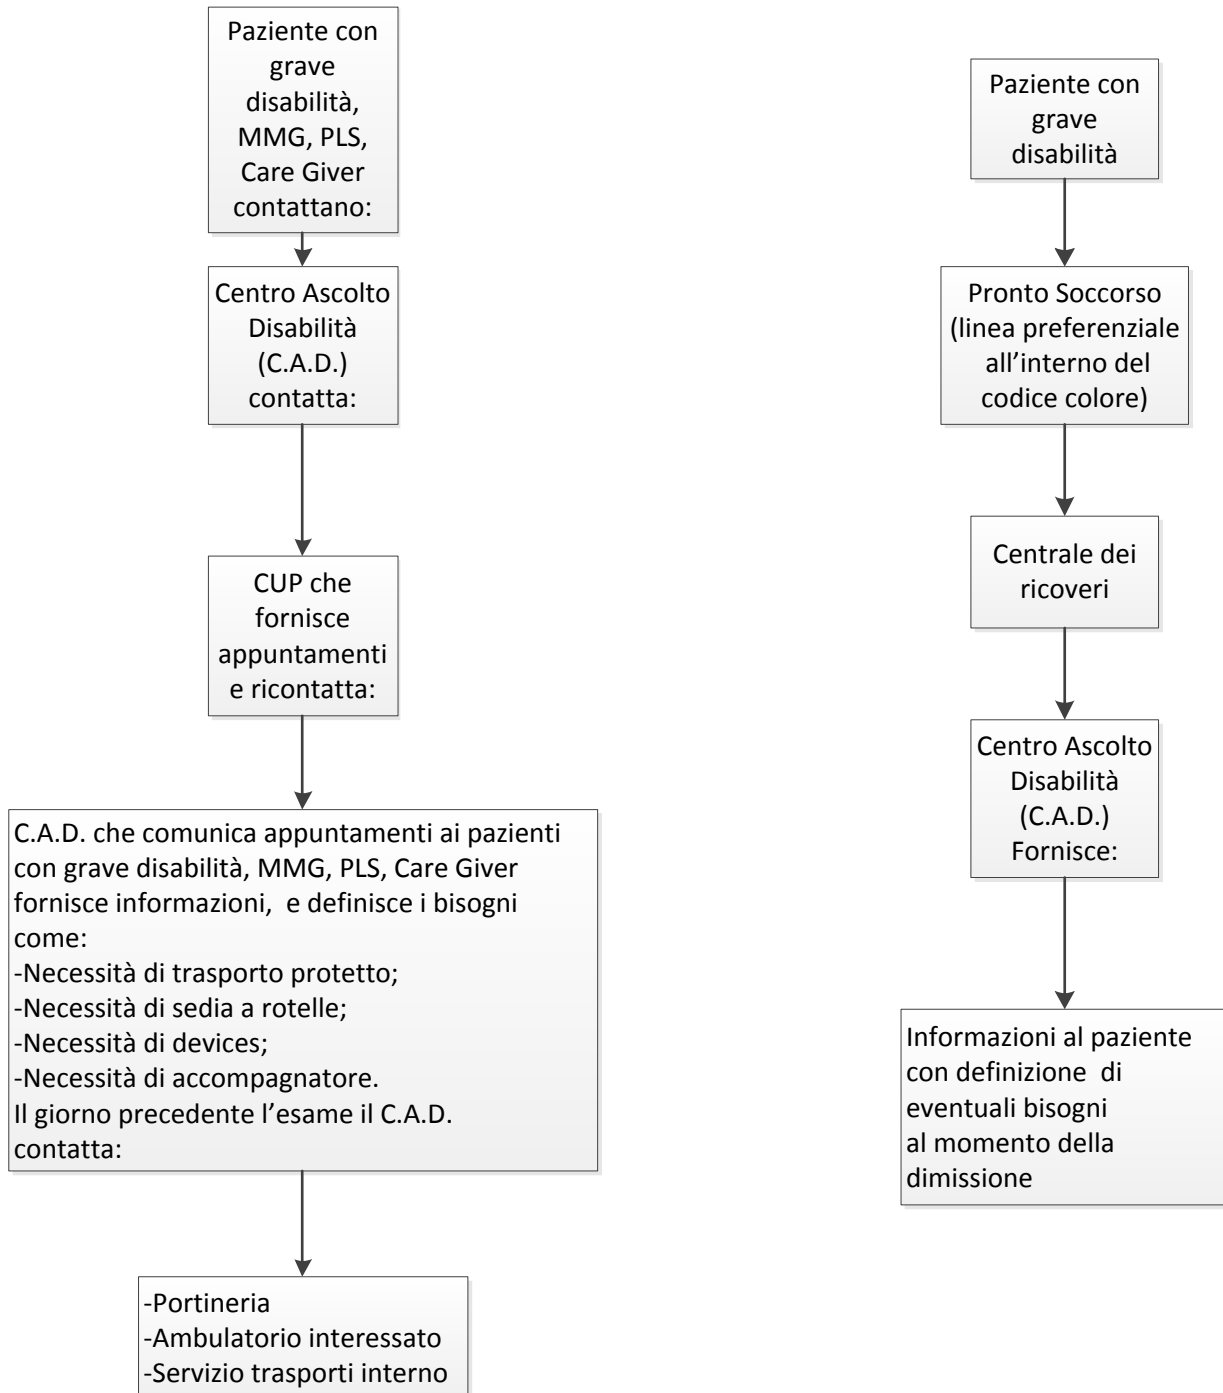 Paziente con
grave
disabilità,
MMG, PLS,
Care Giver
contattano:
Centro Ascolto
Disabilità
(C.A.D.)
contatta:
CUP che
fornisce
appuntamenti
e ricontatta:
C.A.D. che comunica appuntamenti ai pazienti
con grave disabilità, MMG, PLS, Care Giver
fornisce informazioni,  e definisce i bisogni
come:
-Necessità di trasporto protetto;
-Necessità di sedia a rotelle;
-Necessità di devices;
-Necessità di accompagnatore.
Il giorno precedente l’esame il C.A.D.
contatta:
-Portineria
-Ambulatorio interessato
-Servizio trasporti interno
Paziente con
grave
disabilità
Pronto Soccorso
(linea preferenziale
all’interno del
codice colore)
Centrale dei
ricoveri
Centro Ascolto
Disabilità
(C.A.D.)
Fornisce:
Informazioni al paziente
con definizione  di
eventuali bisogni
al momento della
dimissione